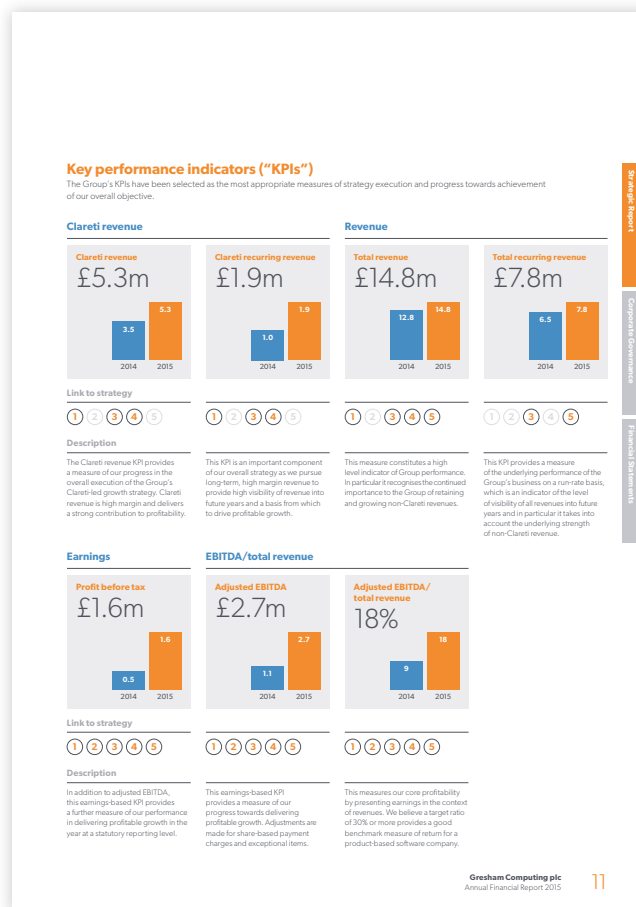 Key performance indicators (“KPIs”)
The Group’s KPIs have been selected as the most appropriate measures of strategy execution and progress towards achievement
of our overall objective.
Clareti revenue
Clareti revenue
£5.3m
3.5
5.3
2014
2015
Clareti recurring revenue
£1.9m
1.0
1.9
2014
2015
Revenue
Total revenue
£14.8m
12.8
14.8
2014
2015
Total recurring revenue
£7.8m
6.5
7.8
2014
2015
Link to strategy
1 2 3 4 5
1 2 3 4 5
1 2 3 4 5
1 2 3 4 5
Description
The Clareti revenue KPI provides
a measure of our progress in the
overall execution of the Group’s
Clareti-led growth strategy. Clareti
revenue is high margin and delivers
a strong contribution to profitability.
This KPI is an important component
of our overall strategy as we pursue
long-term, high margin revenue to
provide high visibility of revenue into
future years and a basis from which
to drive profitable growth.
This measure constitutes a high
level indicator of Group performance.
In particular it recognises the continued
importance to the Group of retaining
and growing non-Clareti revenues.
This KPI provides a measure
of the underlying performance of the
Group’s business on a run-rate basis,
which is an indicator of the level
of visibility of all revenues into future
years and in particular it takes into
account the underlying strength
of non-Clareti revenue.
Earnings
Profit before tax
£1.6m
0.5
1.6
2014
2015
EBITDA/total revenue
Adjusted EBITDA
£2.7m
1.1
2.7
2014
2015
Adjusted EBITDA/
total revenue
18%
9
18
2014
2015
Link to strategy
1 2 3 4 5
1 2 3 4 5
1 2 3 4 5
Description
In addition to adjusted EBITDA,
this earnings-based KPI provides
a further measure of our performance
in delivering profitable growth in the
year at a statutory reporting level.
This earnings-based KPI
provides a measure of our
progress towards delivering
profitable growth. Adjustments are
made for share-based payment
charges and exceptional items.
This measures our core profitability
by presenting earnings in the context
of revenues. We believe a target ratio
of 30% or more provides a good
benchmark measure of return for a
product-based software company.
Strategic Report
Corporate Governance
Financial Statements
Gresham Computing plc
Annual Financial Report 2015
11